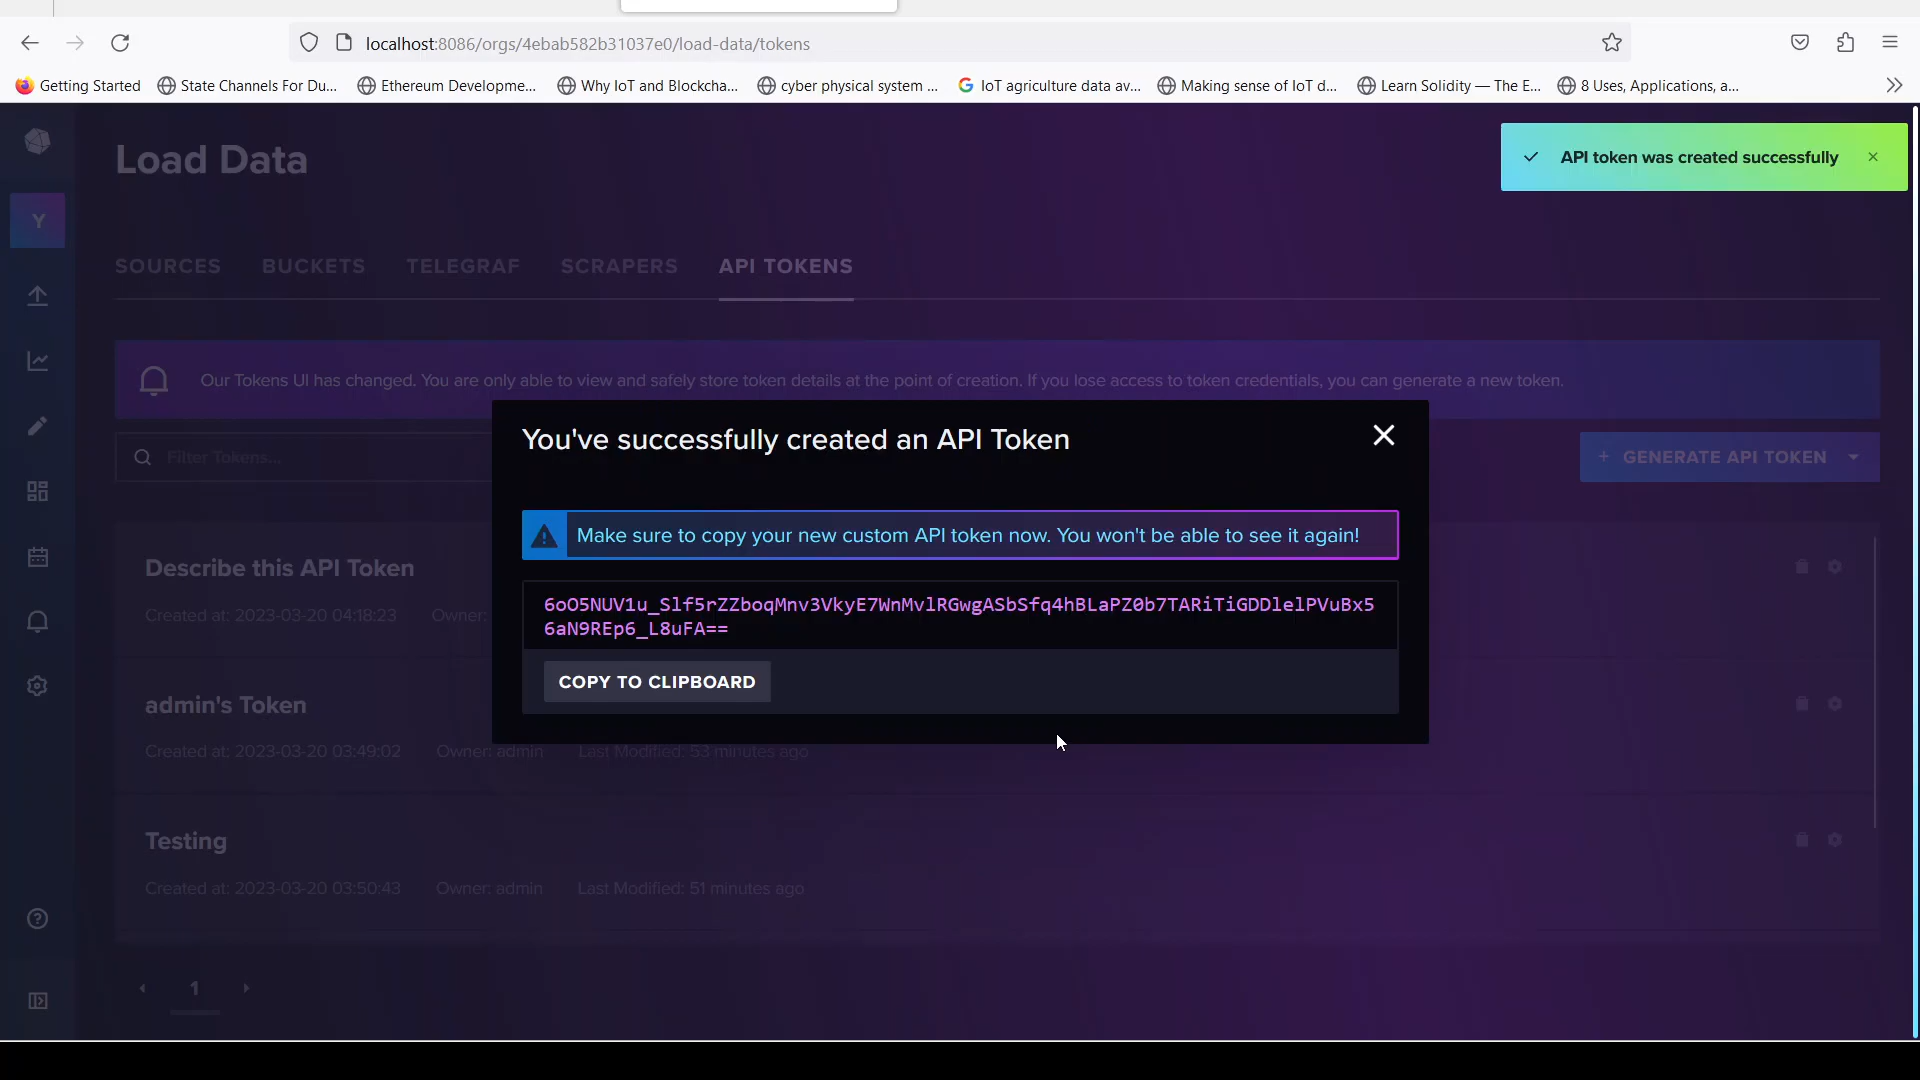 localhost:8086/orgs/4ebab582b31037e0/load-data/tokens
Getting Started
State Channels For Du...
Ethereum Developme...
Why IoT and Blockcha...
cyber physical system ...
IoT agriculture data av...
Making sense of IoT d...
Learn Solidity — The E...
8 Uses, Applications, a...
Load Data
API token was created successfully
Y
SOURCES
BUCKETS
TELEGRAF
SCRAPERS
API TOKENS
Our Tokens UI has changed. You are only able to view and safely store token details at the point of creation. If you lose access to token credentials, you can generate a new token.
Filter Tokens...
+ GENERATE API TOKEN
You've successfully created an API Token
Make sure to copy your new custom API token now. You won't be able to see it again!
6oO5NUV1u_Slf5rZZboqMnv3VkyE7WnMvlRGwgASbSfq4hBLaPZ0b7TARiTiGDDlelPVuBx5
6aN9REp6_L8uFA==
COPY TO CLIPBOARD
Describe this API Token
Created at: 2023-03-20 04:18:23 Owner:
admin's Token
Created at: 2023-03-20 03:49:02 Owner: admin Last Modified: 53 minutes ago
Testing
Created at: 2023-03-20 03:50:43 Owner: admin Last Modified: 51 minutes ago
1